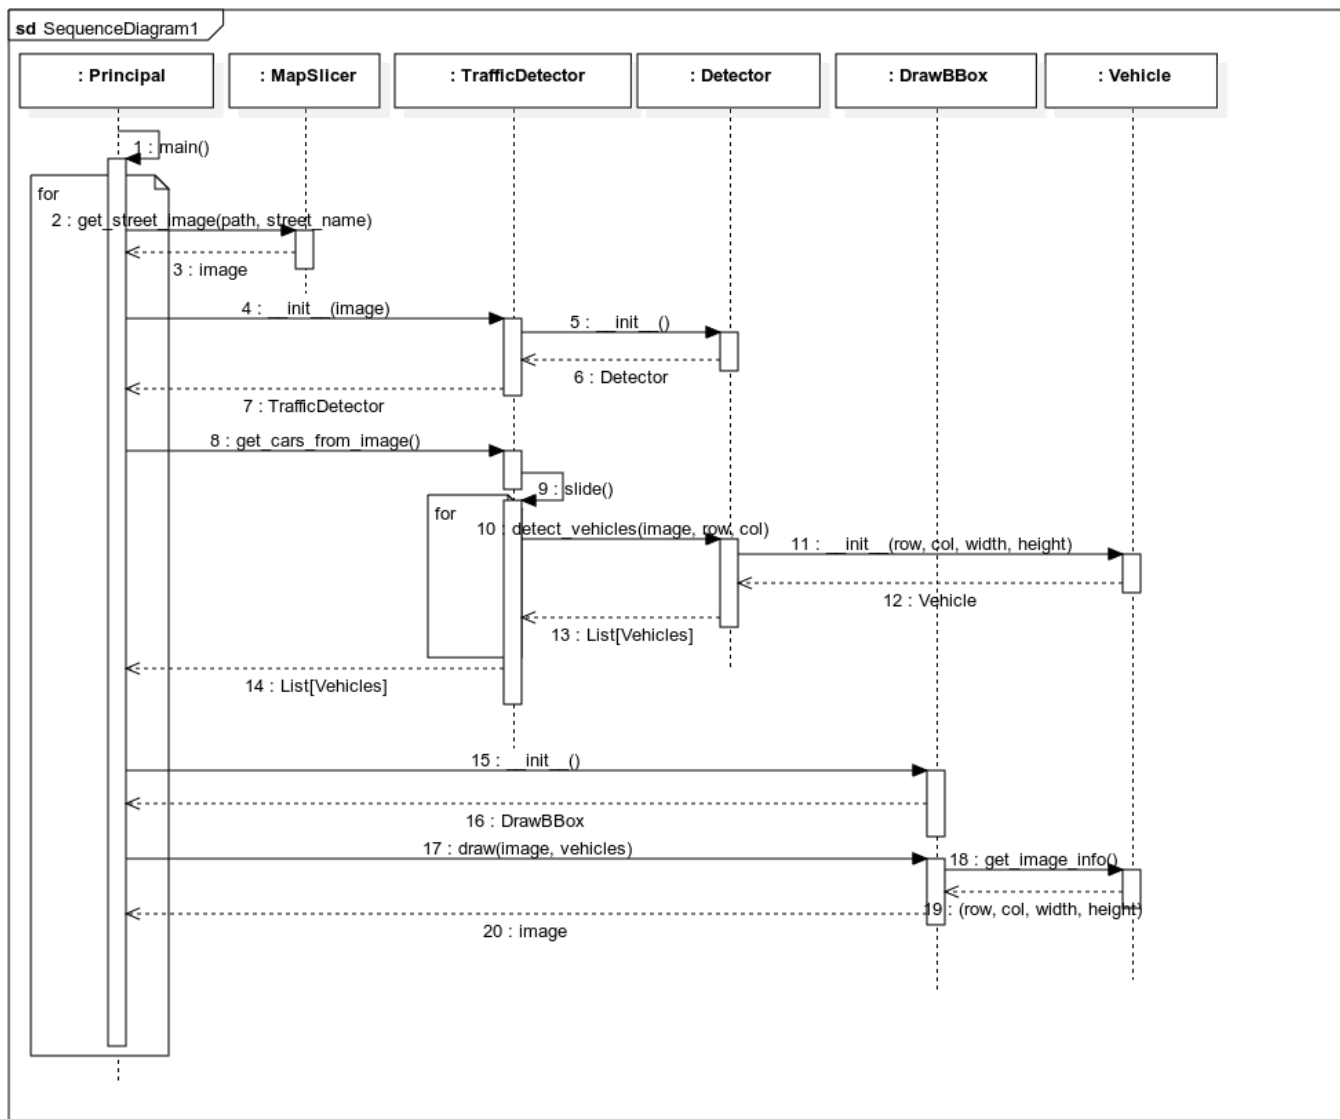 sd SequenceDiagram1
: Principal
: MapSlicer
: TrafficDetector
: Detector
: DrawBBox
: Vehicle
1 : main()
for
2 : get_street_image(path, street_name)
3 : image
4 : __init__(image)
5 : __init__()
6 : Detector
7 : TrafficDetector
8 : get_cars_from_image()
9 : slide()
for
10 : detect_vehicles(image, row, col)
11 : __init__(row, col, width, height)
12 : Vehicle
13 : List[Vehicles]
14 : List[Vehicles]
15 : __init__()
16 : DrawBBox
17 : draw(image, vehicles)
18 : get_image_info()
19 : (row, col, width, height)
20 : image